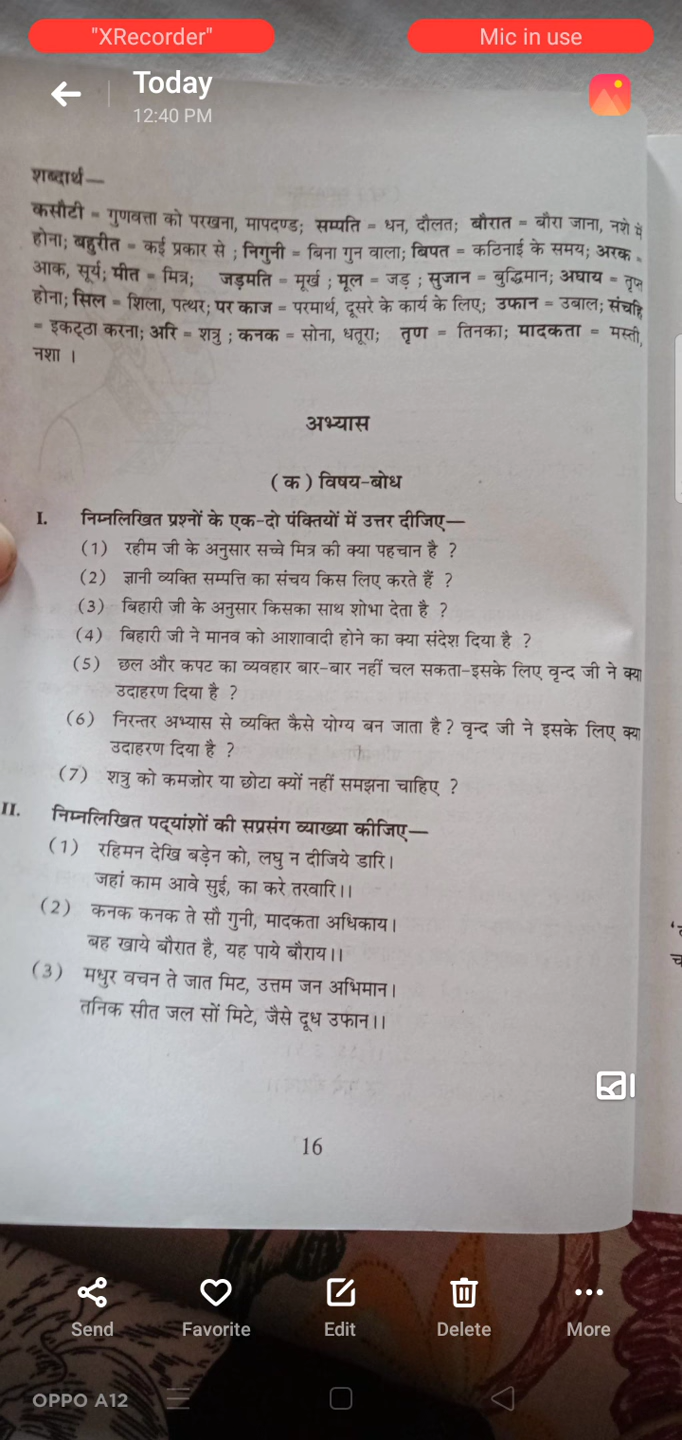 "XRecorder"
Mic in use
Today
12:40 PM
शब्दार्थ—
कसौटी = गुणवत्ता को परखना, मापदण्ड; सम्पति = धन, दौलत; बौरात = बौरा जाना, नशे में
होना; बहुरीत = कई प्रकार से ; निगुनी = बिना गुन वाला; बिपत = कठिनाई के समय; अरक =
आक, सूर्य; मीत = मित्र; जड़मति = मूर्ख ; मूल = जड़ ; सुजान = बुद्धिमान; अघाय = तृप्त
होना; सिल = शिला, पत्थर; पर काज = परमार्थ, दूसरे के कार्य के लिए; उफान = उबाल; संचहि
= इकट्ठा करना; अरि = शत्रु ; कनक = सोना, धतूरा; तृण = तिनका; मादकता = मस्ती,
नशा ।
अभ्यास
( क ) विषय-बोध
I. निम्नलिखित प्रश्नों के एक-दो पंक्तियों में उत्तर दीजिए—
(1) रहीम जी के अनुसार सच्चे मित्र की क्या पहचान है ?
(2) ज्ञानी व्यक्ति सम्पत्ति का संचय किस लिए करते हैं ?
(3) बिहारी जी के अनुसार किसका साथ शोभा देता है ?
(4) बिहारी जी ने मानव को आशावादी होने का क्या संदेश दिया है ?
(5) छल और कपट का व्यवहार बार-बार नहीं चल सकता-इसके लिए वृन्द जी ने क्या
उदाहरण दिया है ?
(6) निरन्तर अभ्यास से व्यक्ति कैसे योग्य बन जाता है? वृन्द जी ने इसके लिए क्या
उदाहरण दिया है ?
(7) शत्रु को कमज़ोर या छोटा क्यों नहीं समझना चाहिए ?
II. निम्नलिखित पद्यांशों की सप्रसंग व्याख्या कीजिए—
(1) रहिमन देखि बड़ेन को, लघु न दीजिये डारि।
जहां काम आवे सुई, का करे तरवारि।।
(2) कनक कनक ते सौ गुनी, मादकता अधिकाय।
बह खाये बौरात है, यह पाये बौराय।।
(3) मधुर वचन ते जात मिट, उत्तम जन अभिमान।
तनिक सीत जल सों मिटे, जैसे दूध उफान।।
16
Send
Favorite
Edit
Delete
More
OPPO A12